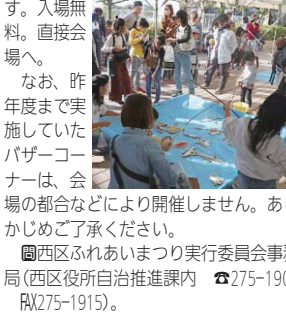 す。入場無
料。直接会
場へ。
　なお、昨
年度まで実
施していた
バザーコー
ナーは、会
場の都合などにより開催しません。あ
かじめご了承ください。
　問西区ふれあいまつり実行委員会事
局(西区役所自治推進課内　☎275-190
FAX275-1915)。